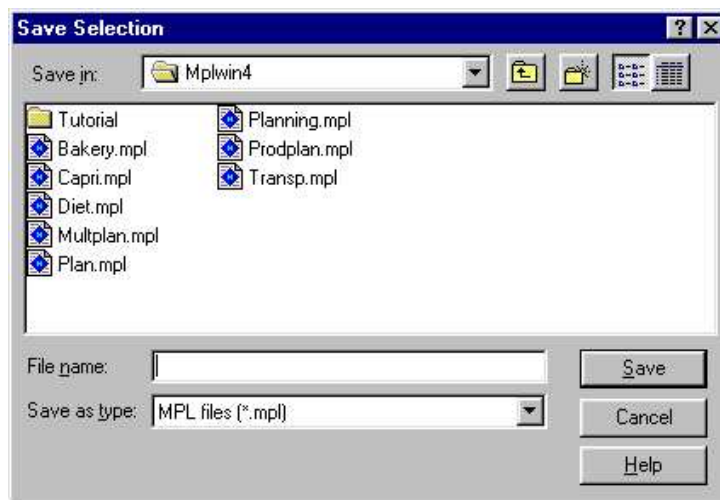 Save Selection
Save in: Mplwin4
Tutorial
Bakery.mpl
Capri.mpl
Diet.mpl
Multplan.mpl
Plan.mpl
Planning.mpl
Prodplan.mpl
Transp.mpl
File name:
Save
Save as type: MPL files (*.mpl)
Cancel
Help